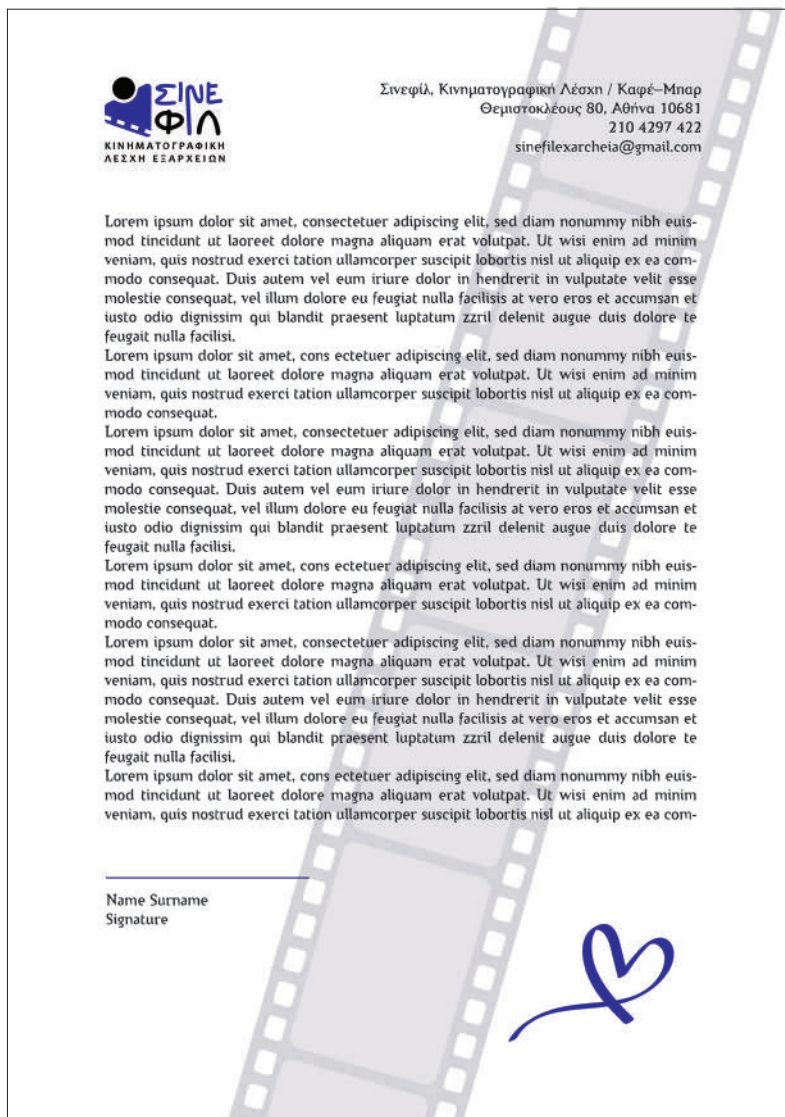 ΣΙΝΕ
ΦΙΛ
ΚΙΝΗΜΑΤΟΓΡΑΦΙΚΗ
ΛΕΣΧΗ ΕΞΑΡΧΕΙΩΝ
Σινεφίλ, Κινηματογραφική Λέσχη / Καφέ–Μπαρ
Θεμιστοκλέους 80, Αθήνα 10681
210 4297 422
sinefilexarcheia@gmail.com
Lorem ipsum dolor sit amet, consectetuer adipiscing elit, sed diam nonummy nibh euis-
mod tincidunt ut laoreet dolore magna aliquam erat volutpat. Ut wisi enim ad minim
veniam, quis nostrud exerci tation ullamcorper suscipit lobortis nisl ut aliquip ex ea com-
modo consequat. Duis autem vel eum iriure dolor in hendrerit in vulputate velit esse
molestie consequat, vel illum dolore eu feugiat nulla facilisis at vero eros et accumsan et
iusto odio dignissim qui blandit praesent luptatum zzril delenit augue duis dolore te
feugait nulla facilisi.
Lorem ipsum dolor sit amet, cons ectetuer adipiscing elit, sed diam nonummy nibh euis-
mod tincidunt ut laoreet dolore magna aliquam erat volutpat. Ut wisi enim ad minim
veniam, quis nostrud exerci tation ullamcorper suscipit lobortis nisl ut aliquip ex ea com-
modo consequat.
Lorem ipsum dolor sit amet, consectetuer adipiscing elit, sed diam nonummy nibh euis-
mod tincidunt ut laoreet dolore magna aliquam erat volutpat. Ut wisi enim ad minim
veniam, quis nostrud exerci tation ullamcorper suscipit lobortis nisl ut aliquip ex ea com-
modo consequat. Duis autem vel eum iriure dolor in hendrerit in vulputate velit esse
molestie consequat, vel illum dolore eu feugiat nulla facilisis at vero eros et accumsan et
iusto odio dignissim qui blandit praesent luptatum zzril delenit augue duis dolore te
feugait nulla facilisi.
Lorem ipsum dolor sit amet, cons ectetuer adipiscing elit, sed diam nonummy nibh euis-
mod tincidunt ut laoreet dolore magna aliquam erat volutpat. Ut wisi enim ad minim
veniam, quis nostrud exerci tation ullamcorper suscipit lobortis nisl ut aliquip ex ea com-
modo consequat.
Lorem ipsum dolor sit amet, consectetuer adipiscing elit, sed diam nonummy nibh euis-
mod tincidunt ut laoreet dolore magna aliquam erat volutpat. Ut wisi enim ad minim
veniam, quis nostrud exerci tation ullamcorper suscipit lobortis nisl ut aliquip ex ea com-
modo consequat. Duis autem vel eum iriure dolor in hendrerit in vulputate velit esse
molestie consequat, vel illum dolore eu feugiat nulla facilisis at vero eros et accumsan et
iusto odio dignissim qui blandit praesent luptatum zzril delenit augue duis dolore te
feugait nulla facilisi.
Lorem ipsum dolor sit amet, cons ectetuer adipiscing elit, sed diam nonummy nibh euis-
mod tincidunt ut laoreet dolore magna aliquam erat volutpat. Ut wisi enim ad minim
veniam, quis nostrud exerci tation ullamcorper suscipit lobortis nisl ut aliquip ex ea com-
Name Surname
Signature